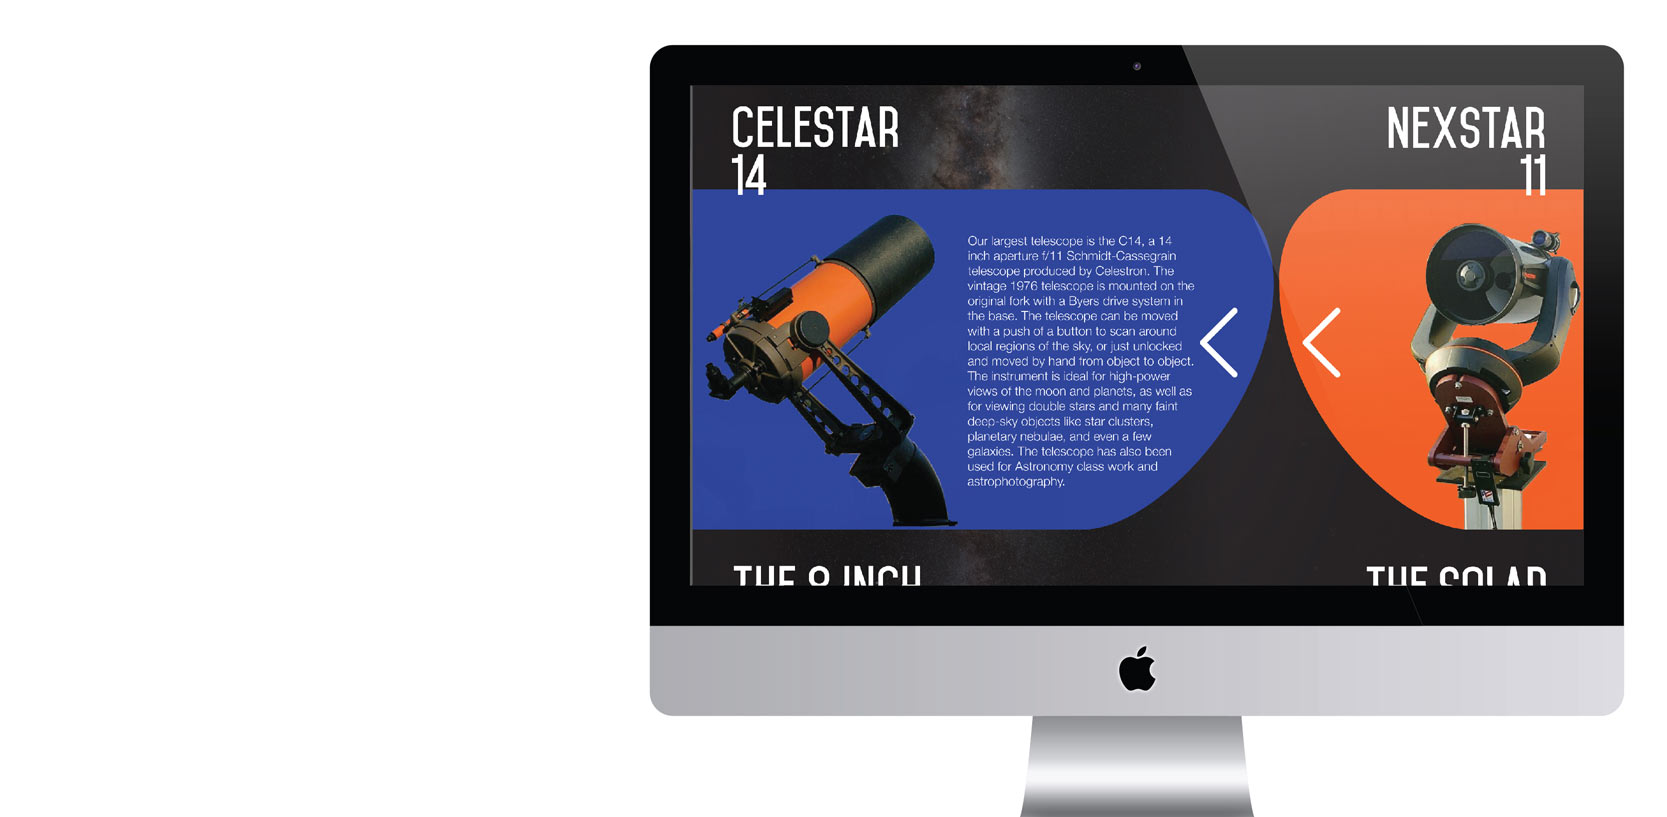 CELESTAR
14
NEXSTAR
11
Our largest telescope is the C14, a 14
inch aperture f/11 Schmidt-Cassegrain
telescope produced by Celestron. The
vintage 1976 telescope is mounted on the
original fork with a Byers drive system in
the base. The telescope can be moved
with a push of a button to scan around
local regions of the sky, or just unlocked
and moved by hand from object to object.
The instrument is ideal for high-power
views of the moon and planets, as well as
for viewing double stars and many faint
deep-sky objects like star clusters,
planetary nebulae, and even a few
galaxies. The telescope has also been
used for Astronomy class work and
astrophotography.
THE 8 INCH
THE SOLAR